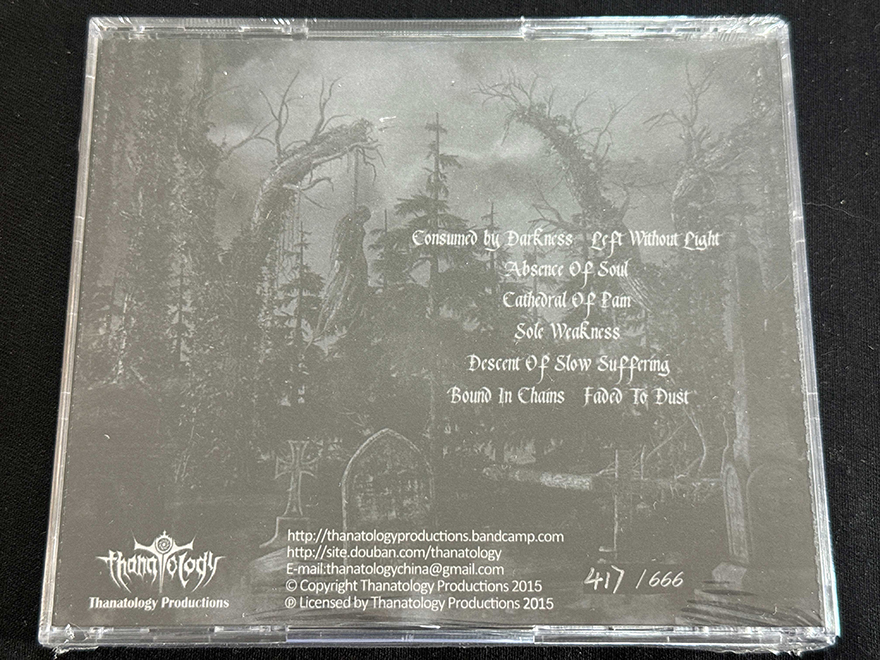 Consumed by Darkness Left Without Light
Absence Of Soul
Cathedral Of Pain
Sole Weakness
Descent Of Slow Suffering
Bound In Chains Faded To Dust
thanatology
Thanatology Productions
http://thanatologyproductions.bandcamp.com
http://site.douban.com/thanatology
E-mail:thanatologychina@gmail.com
© Copyright Thanatology Productions 2015
℗ Licensed by Thanatology Productions 2015
417 / 666